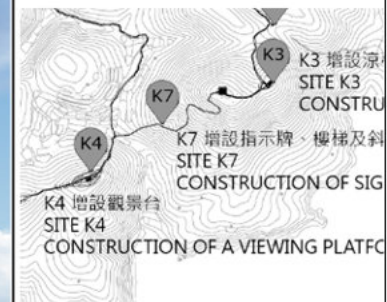 K3
K3 增設涼
SITE K3
CONSTRU
K7
K7 增設指示牌、樓梯及斜
SITE K7
CONSTRUCTION OF SIG
K4
K4 增設觀景台
SITE K4
CONSTRUCTION OF A VIEWING PLATFO